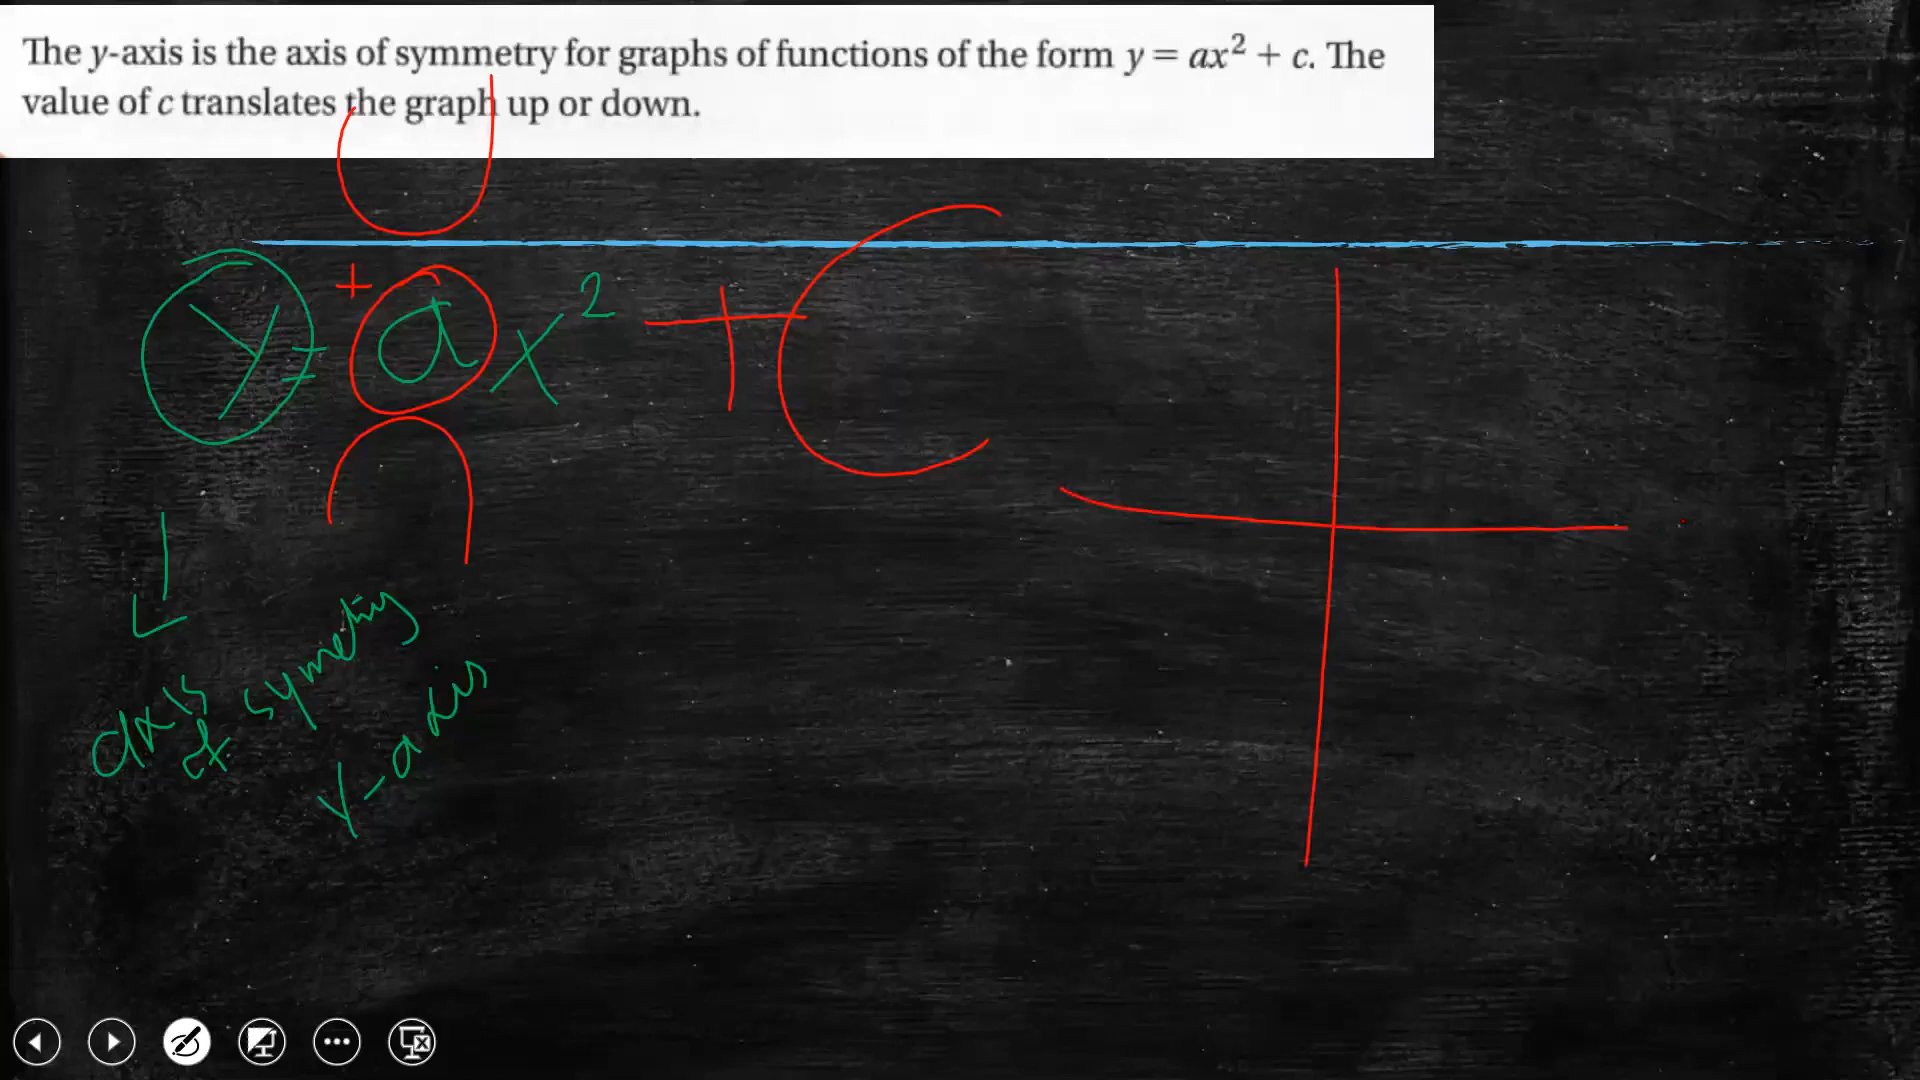 The y-axis is the axis of symmetry for graphs of functions of the form y = ax² + c. The
value of c translates the graph up or down.
+
y = ax² + C
axis
of symmetry
Y-axis